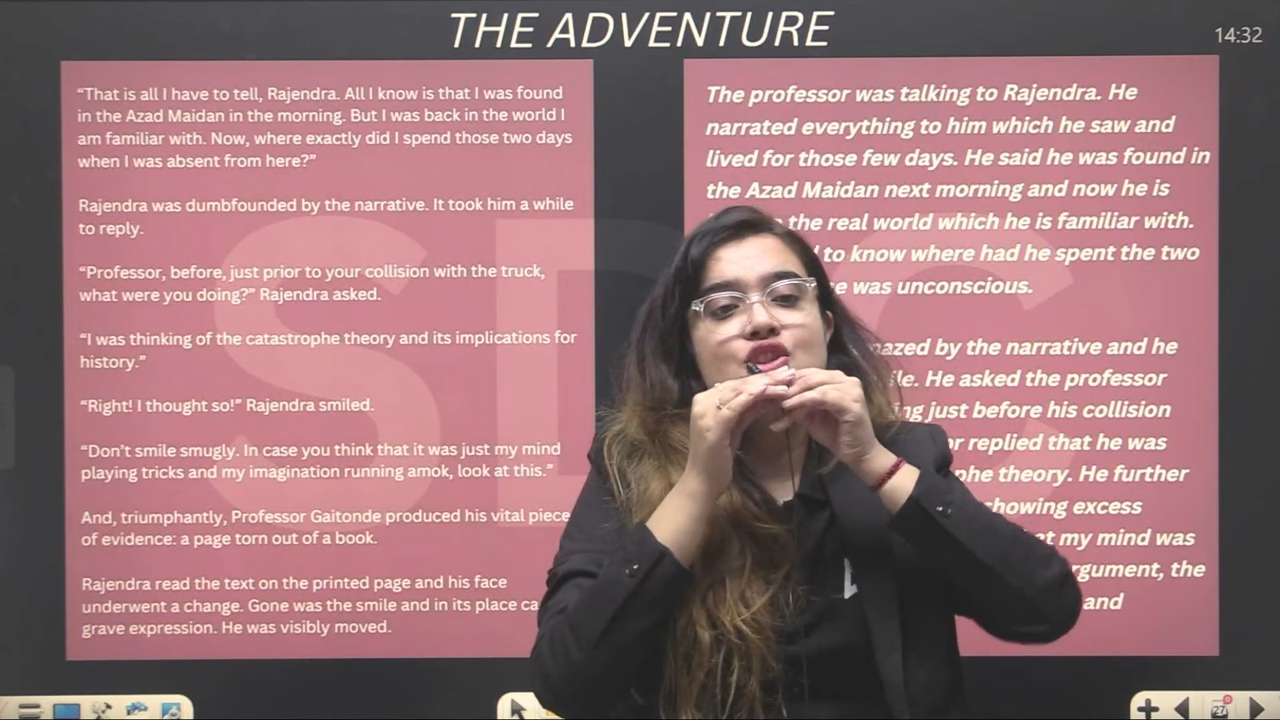 THE ADVENTURE
14:32
“That is all I have to tell, Rajendra. All I know is that I was found
in the Azad Maidan in the morning. But I was back in the world I
am familiar with. Now, where exactly did I spend those two days
when I was absent from here?”
Rajendra was dumbfounded by the narrative. It took him a while
to reply.
“Professor, before, just prior to your collision with the truck,
what were you doing?” Rajendra asked.
“I was thinking of the catastrophe theory and its implications for
history.”
“Right! I thought so!” Rajendra smiled.
“Don’t smile smugly. In case you think that it was just my mind
playing tricks and my imagination running amok, look at this.”
And, triumphantly, Professor Gaitonde produced his vital piece
of evidence: a page torn out of a book.
Rajendra read the text on the printed page and his face
underwent a change. Gone was the smile and in its place
grave expression. He was visibly moved.
The professor was talking to Rajendra. He
narrated everything to him which he saw and
lived for those few days. He said he was found in
the Azad Maidan next morning and now he is
the real world which he is familiar with.
to know where had he spent the two
was unconscious.
by the narrative and he
He asked the professor
just before his collision
replied that he was
theory. He further
excess
my mind was
the
and
SDC
27